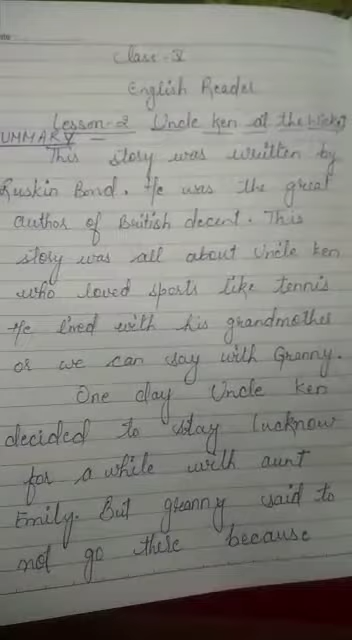 Class - V
English Reader
Lesson-2 Uncle Ken at the wicket
UMMARY
This story was written by
Ruskin Bond. He was the great
author of British decent. This
story was all about Uncle Ken
who loved sports like tennis
He lived with his grandmother
or we can say with Granny.
One day Uncle Ken
decided to stay lucknow
for a while with aunt
Emily. But granny said to
not go there because